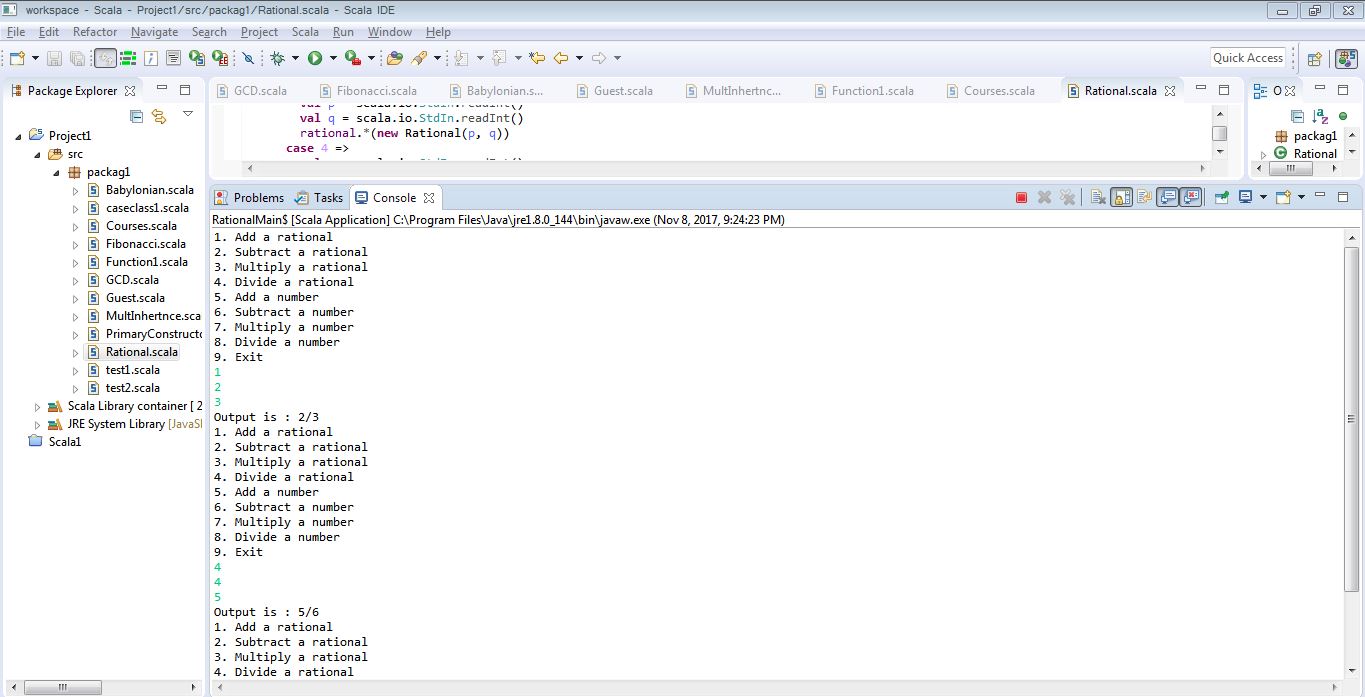 workspace - Scala - Project1/src/packag1/Rational.scala - Scala IDE
File Edit Refactor Navigate Search Project Scala Run Window Help
Quick Access
Package Explorer
GCD.scala Fibonacci.scala Babylonian.s... Guest.scala MultInhertnc... Function1.scala Courses.scala Rational.scala
O
Project1
src
packag1
Babylonian.scala
caseclass1.scala
Courses.scala
Fibonacci.scala
Function1.scala
GCD.scala
Guest.scala
MultInhertnce.sca
PrimaryConstructo
Rational.scala
test1.scala
test2.scala
Scala Library container [ 2
JRE System Library [JavaSE
Scala1
val p = scala.io.StdIn.readInt()
val q = scala.io.StdIn.readInt()
rational.*(new Rational(p, q))
case 4 =>
packag1
Rational
Problems Tasks Console
RationalMain$ [Scala Application] C:\Program Files\Java\jre1.8.0_144\bin\javaw.exe (Nov 8, 2017, 9:24:23 PM)
1. Add a rational
2. Subtract a rational
3. Multiply a rational
4. Divide a rational
5. Add a number
6. Subtract a number
7. Multiply a number
8. Divide a number
9. Exit
1
2
3
Output is : 2/3
1. Add a rational
2. Subtract a rational
3. Multiply a rational
4. Divide a rational
5. Add a number
6. Subtract a number
7. Multiply a number
8. Divide a number
9. Exit
4
4
5
Output is : 5/6
1. Add a rational
2. Subtract a rational
3. Multiply a rational
4. Divide a rational